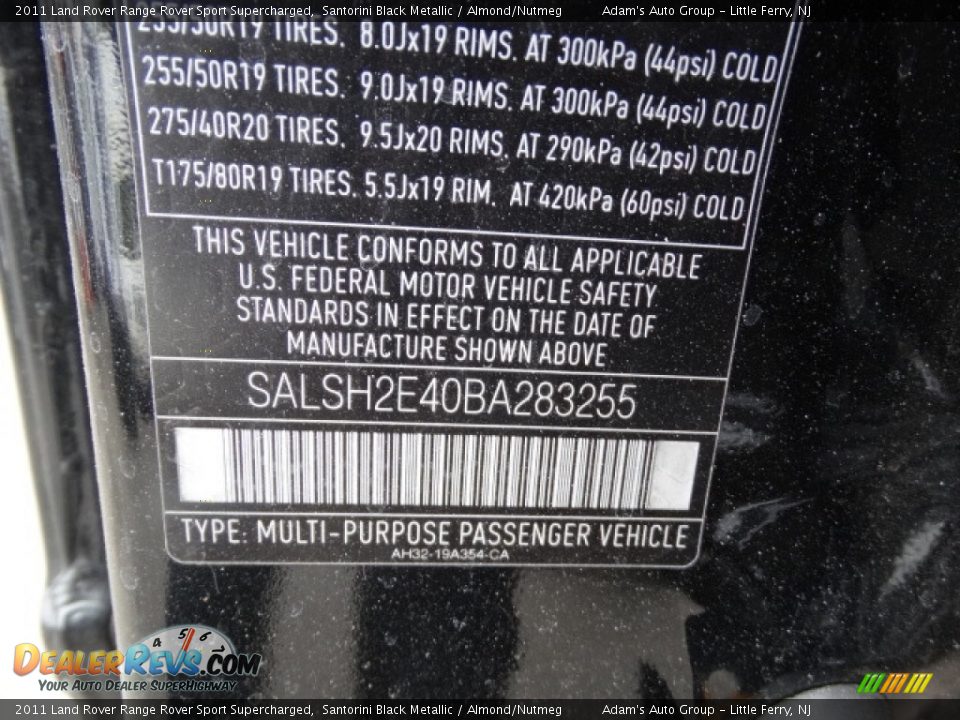 2011 Land Rover Range Rover Sport Supercharged, Santorini Black Metallic / Almond/Nutmeg Adam's Auto Group - Little Ferry, NJ
255/50R19 TIRES. 8.0Jx19 RIMS. AT 300kPa (44psi) COLD
255/50R19 TIRES. 9.0Jx19 RIMS. AT 300kPa (44psi) COLD
275/40R20 TIRES. 9.5Jx20 RIMS. AT 290kPa (42psi) COLD
T175/80R19 TIRES. 5.5Jx19 RIM. AT 420kPa (60psi) COLD
THIS VEHICLE CONFORMS TO ALL APPLICABLE
U.S. FEDERAL MOTOR VEHICLE SAFETY
STANDARDS IN EFFECT ON THE DATE OF
MANUFACTURE SHOWN ABOVE
SALSH2E40BA283255
TYPE: MULTI-PURPOSE PASSENGER VEHICLE
AH32-19A354-CA
4 5 6
DEALERREVS.COM
YOUR AUTO DEALER SUPERHIGHWAY
2011 Land Rover Range Rover Sport Supercharged, Santorini Black Metallic / Almond/Nutmeg Adam's Auto Group - Little Ferry, NJ